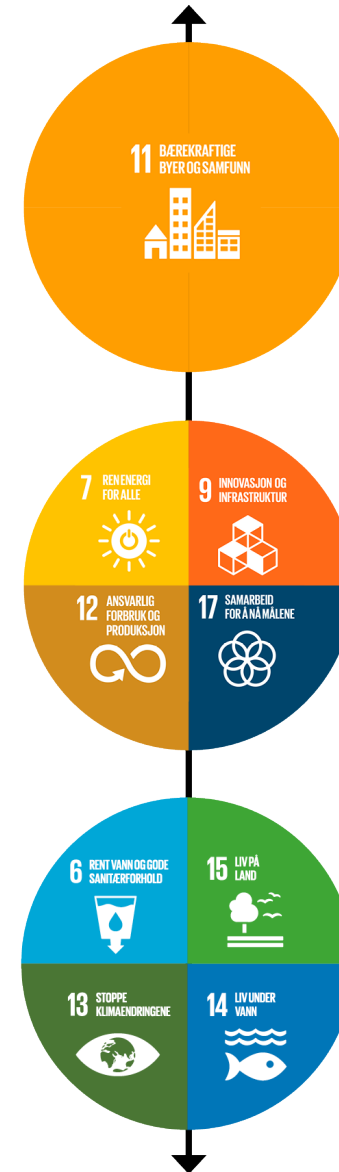 11 BÆREKRAFTIGE
BYER OG SAMFUNN
7 REN ENERGI
FOR ALLE
9 INNOVASJON OG
INFRASTRUKTUR
12 ANSVARLIG
FORBRUK OG
PRODUKSJON
17 SAMARBEID
FOR Å NÅ MÅLENE
6 RENT VANN OG GODE
SANITÆRFORHOLD
15 LIV PÅ
LAND
13 STOPPE
KLIMAENDRINGENE
14 LIV UNDER
VANN